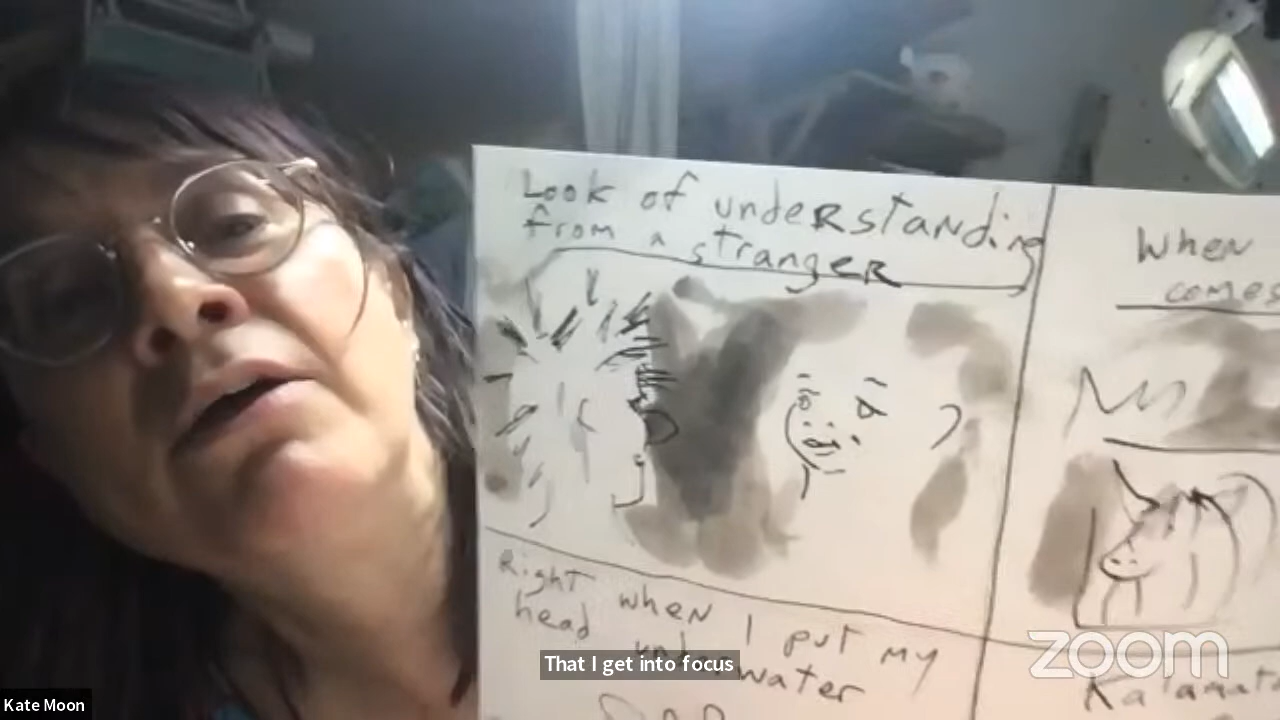 Look of understanding
from a stranger
When
comes
Right when I put my
head underwater
That I get into focus
zoom
Kate Moon